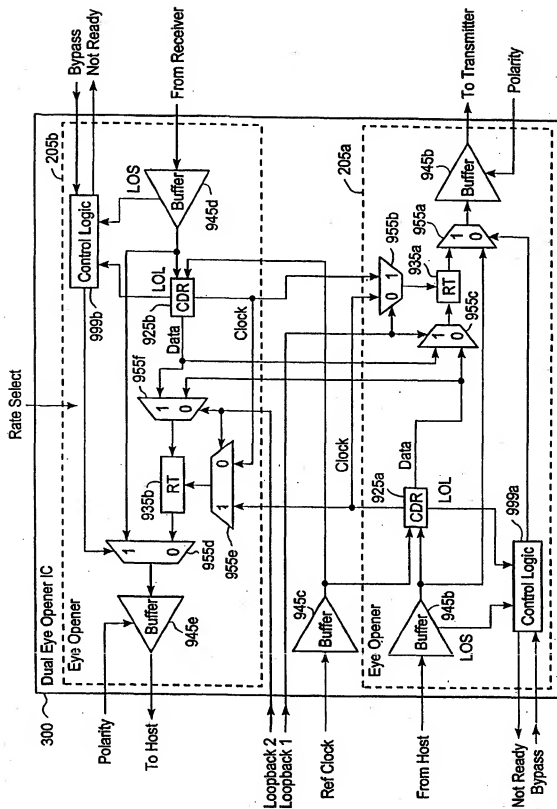 Rate Select
300
Dual Eye Opener IC
Eye Opener
205b
Bypass
Not Ready
Control Logic
999b
LOS
From Receiver
Buffer
945d
LOL
CDR
925b
Data
Clock
955f
1
0
RT
935b
1
0
955e
1
0
955d
Polarity
Buffer
945e
To Host
Loopback 2
Loopback 1
Ref Clock
945c
Buffer
From Host
Eye Opener
205a
Buffer
945b
LOS
CDR
925a
Data
Clock
LOL
Control Logic
999a
Not Ready
Bypass
0
1
955b
935a
RT
1
0
955c
1
0
955a
Buffer
945b
To Transmitter
Polarity